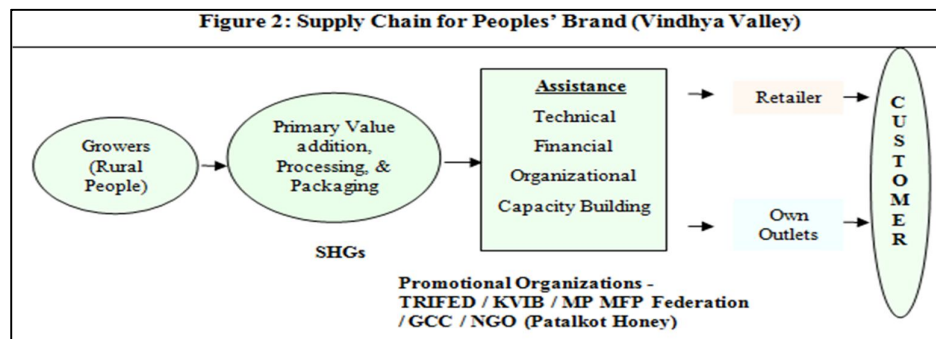 Figure 2: Supply Chain for Peoples' Brand (Vindhya Valley)
Growers
(Rural
People)
Primary Value
addition,
Processing, &
Packaging
SHGs
Assistance
Technical
Financial
Organizational
Capacity Building
Promotional Organizations -
TRIFED / KVIB / MP MFP Federation
/ GCC / NGO (Patalkot Honey)
Retailer
Own
Outlets
CUSTOMER